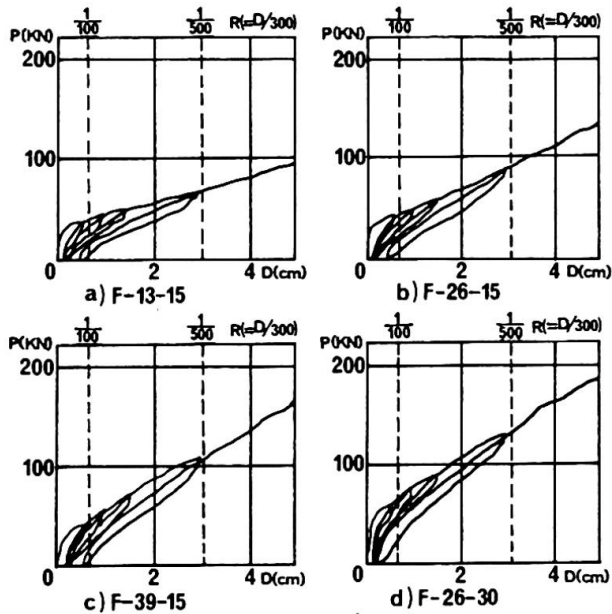 1/100 1/500 R(=D/300)
P(KN)
200
100
0 2 4 D(cm)
a) F-13-15
1/100 1/500 R(=D/300)
P(KN)
200
100
0 2 4 D(cm)
b) F-26-15
1/100 1/500 R(=D/300)
P(KN)
200
100
0 2 4 D(cm)
c) F-39-15
1/100 1/500 R(=D/300)
P(KN)
200
100
0 2 4 D(cm)
d) F-26-30